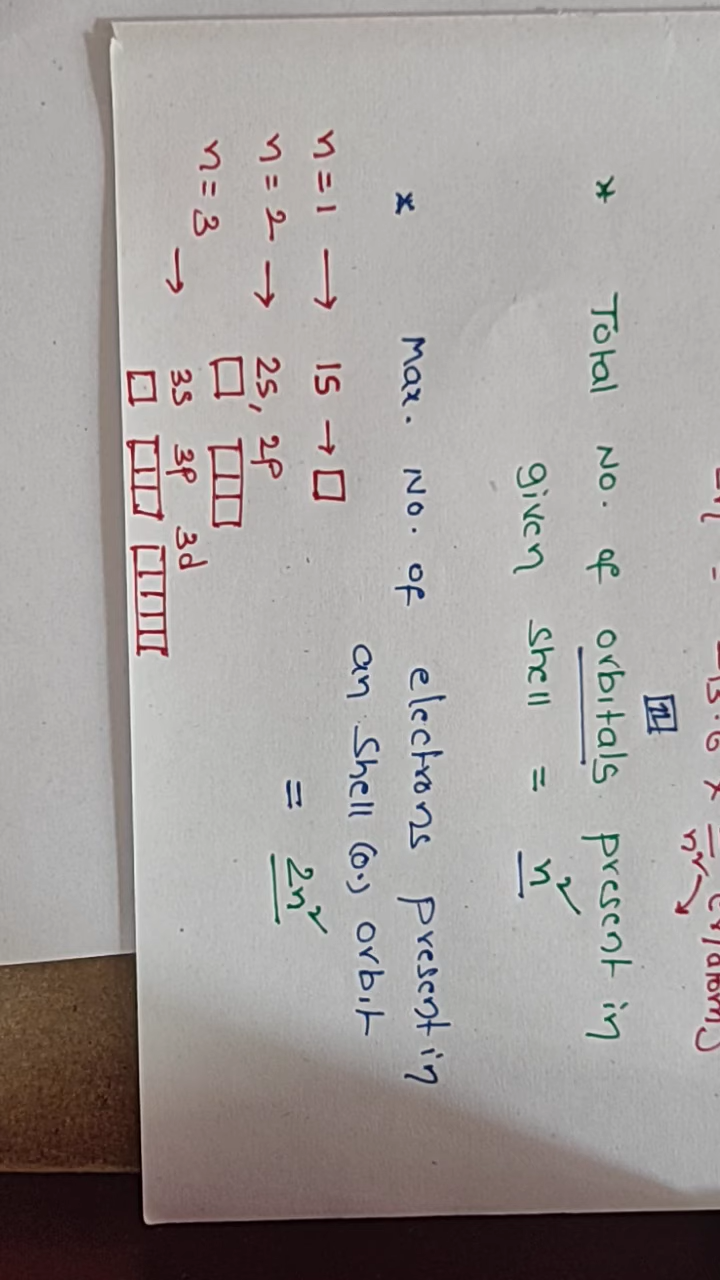 n²
n
* Total No. of orbitals present in
given shell = n²
* Max. No. of electrons present in
an shell (or) orbit
= 2n²
n = 1 → 1s →
n = 2 → 2s, 2p
n = 3 → 3s 3p 3d